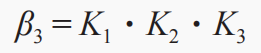 β₃ = K₁ · K₂ · K₃